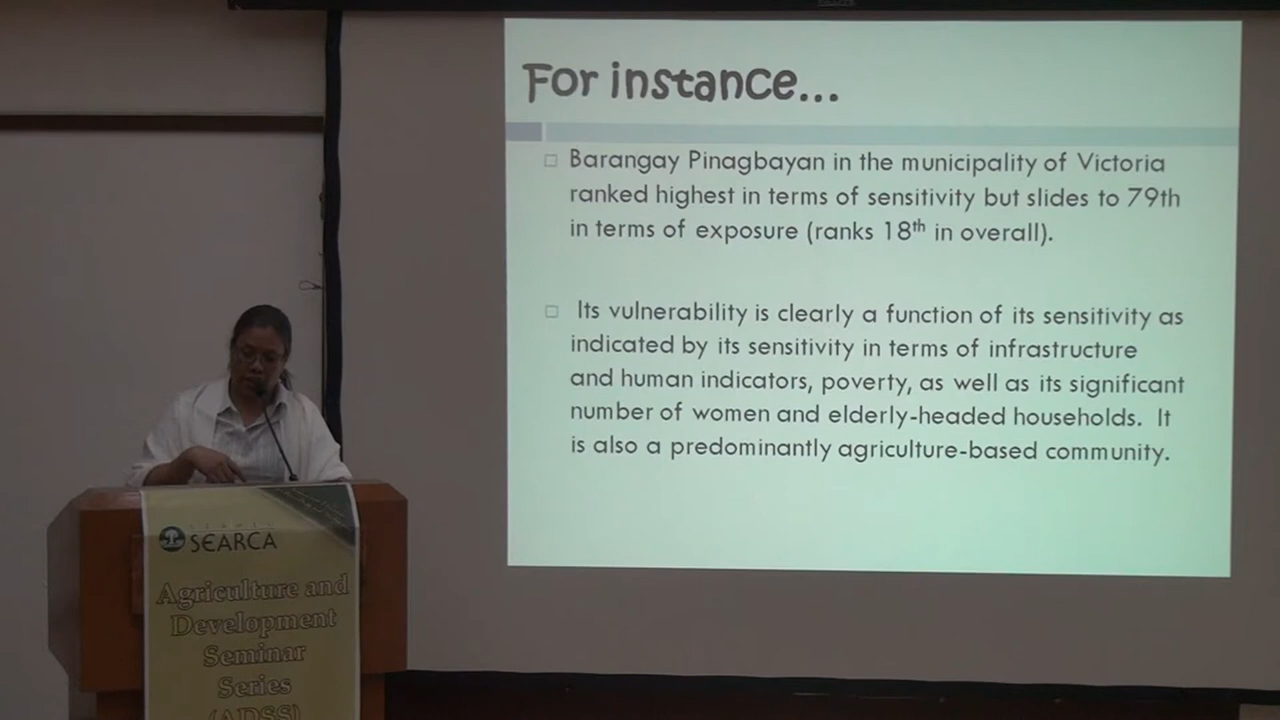 For instance...
Barangay Pinagbayan in the municipality of Victoria
ranked highest in terms of sensitivity but slides to 79th
in terms of exposure (ranks 18th in overall).
Its vulnerability is clearly a function of its sensitivity as
indicated by its sensitivity in terms of infrastructure
and human indicators, poverty, as well as its significant
number of women and elderly-headed households. It
is also a predominantly agriculture-based community.
SEARCA
Agriculture and
Development
Seminar
Series
(ADSS)